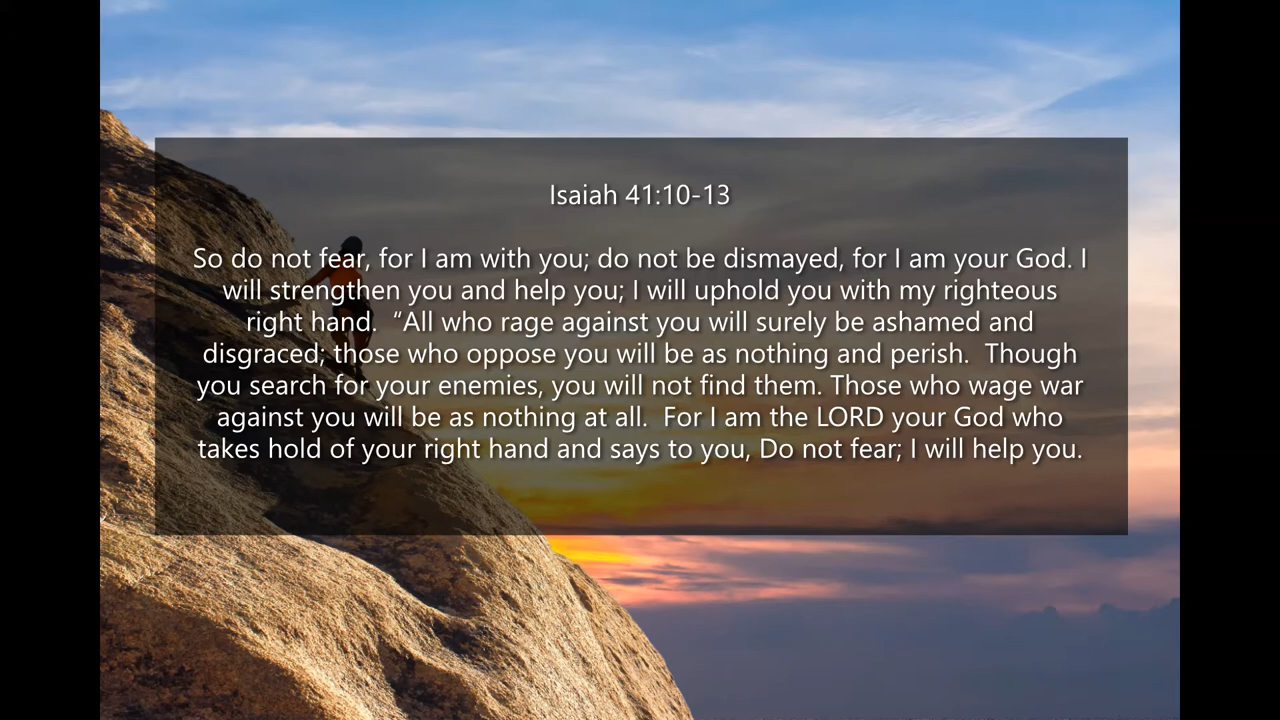 Isaiah 41:10-13
So do not fear, for I am with you; do not be dismayed, for I am your God. I
will strengthen you and help you; I will uphold you with my righteous
right hand.  “All who rage against you will surely be ashamed and
disgraced; those who oppose you will be as nothing and perish.  Though
you search for your enemies, you will not find them. Those who wage war
against you will be as nothing at all.  For I am the LORD your God who
takes hold of your right hand and says to you, Do not fear; I will help you.